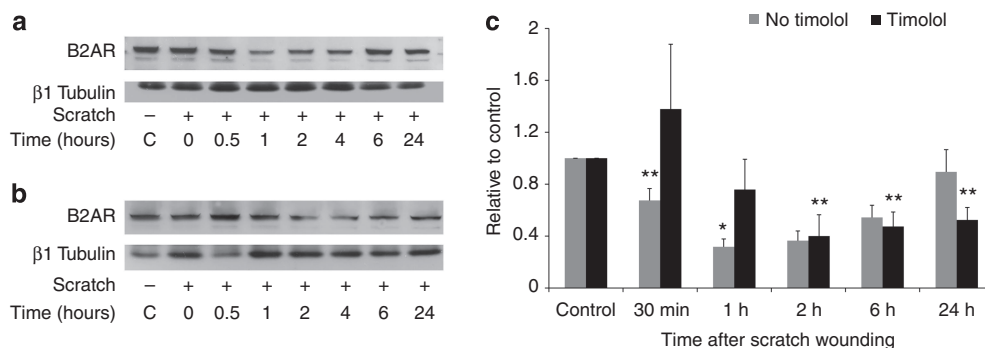 a
B2AR
β1 Tubulin
Scratch – + + + + + + +
Time (hours) C 0 0.5 1 2 4 6 24
b
B2AR
β1 Tubulin
Scratch – + + + + + + +
Time (hours) C 0 0.5 1 2 4 6 24
c
No timolol Timolol
2
1.6
1.2
0.8
0.4
0
Relative to control
** * ** ** **
Control 30 min 1 h 2 h 6 h 24 h
Time after scratch wounding